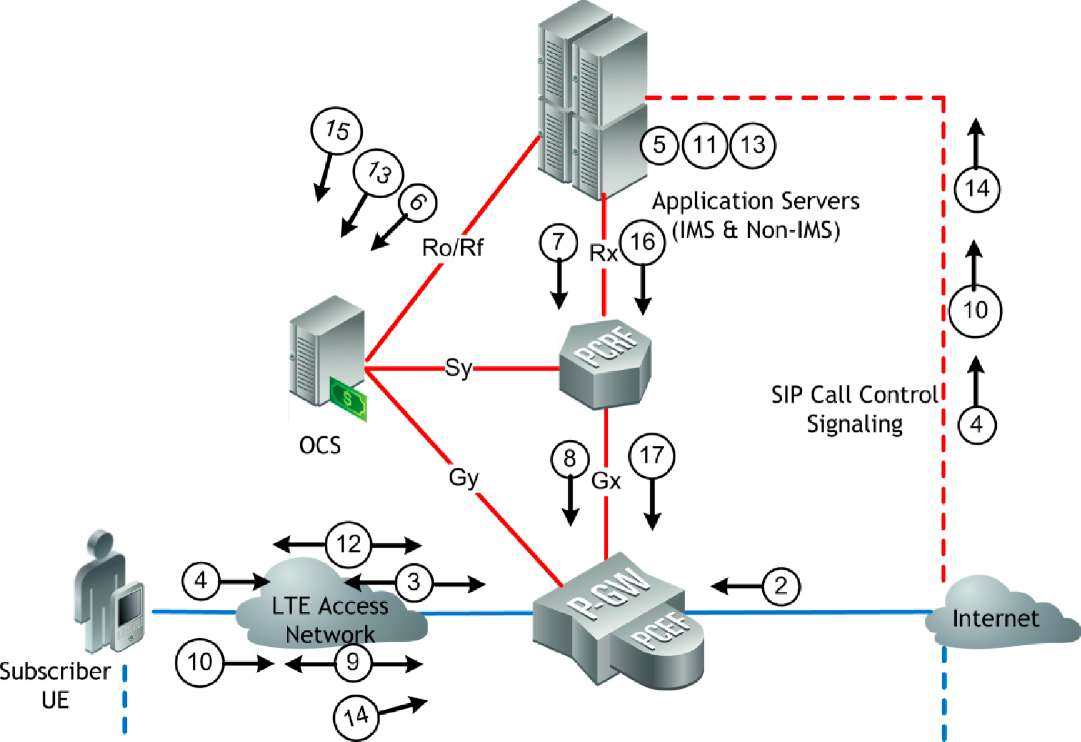 15
13
6
5 11 13
Application Servers
(IMS & Non-IMS)
14
Ro/Rf
7
Rx
16
10
PCRF
Sy
SIP Call Control
Signaling
4
$
OCS
Gy
8
Gx
17
12
4
3
2
LTE Access
Network
P-GW
PCEF
Internet
Subscriber
UE
10
9
14